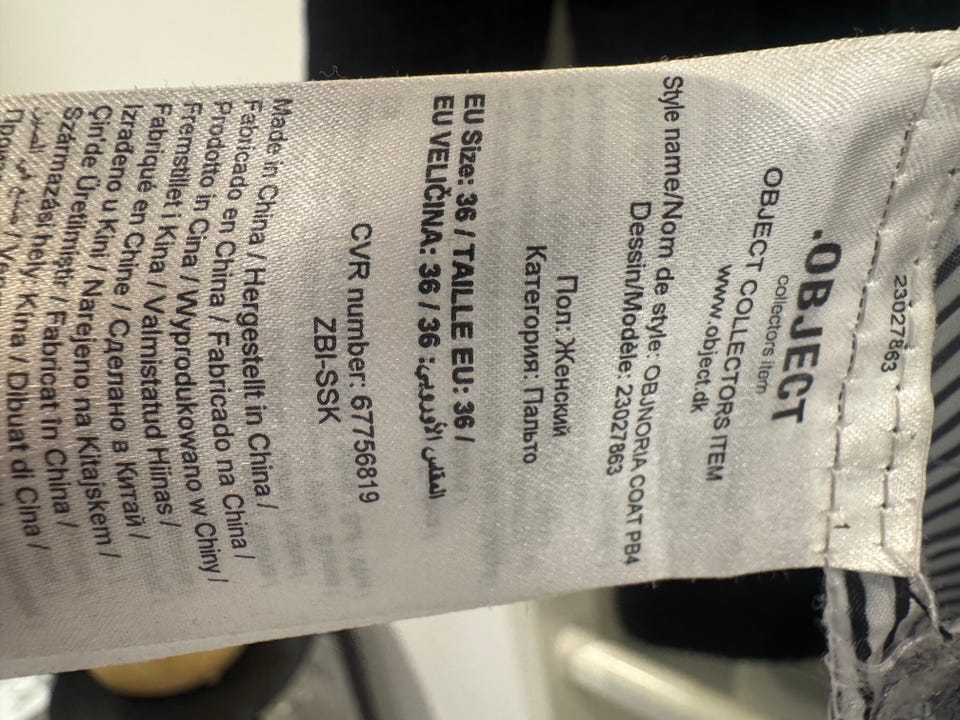 23027863
1
.OBJECT
colectors item
OBJECT COLLECTORS ITEM
www.object.dk
Style name/Nom de style: OBJNORIA COAT PB4
Dessin/Modèle: 23027863
Пол: Женский
Категория: Пальто
EU Size: 36 / TAILLE EU: 36 /
EU VELIČINA: 36 / 36 :المقاس الأوروبي
CVR number: 67756819
ZBI-SSK
Made in China / Hergestellt in China /
Fabricado en China / Fabricado na China /
Prodotto in Cina / Wyprodukowano w Chiny /
Fremstillet i Kina / Valmistatud Hiinas /
Fabriqué en Chine / Сделано в Китай /
Izrađeno u Kini / Narejeno na Kitajskem /
Çin'de Üretilmiştir / Fabricat în China /
Származási hely: Kína / Dibuat di Cina /